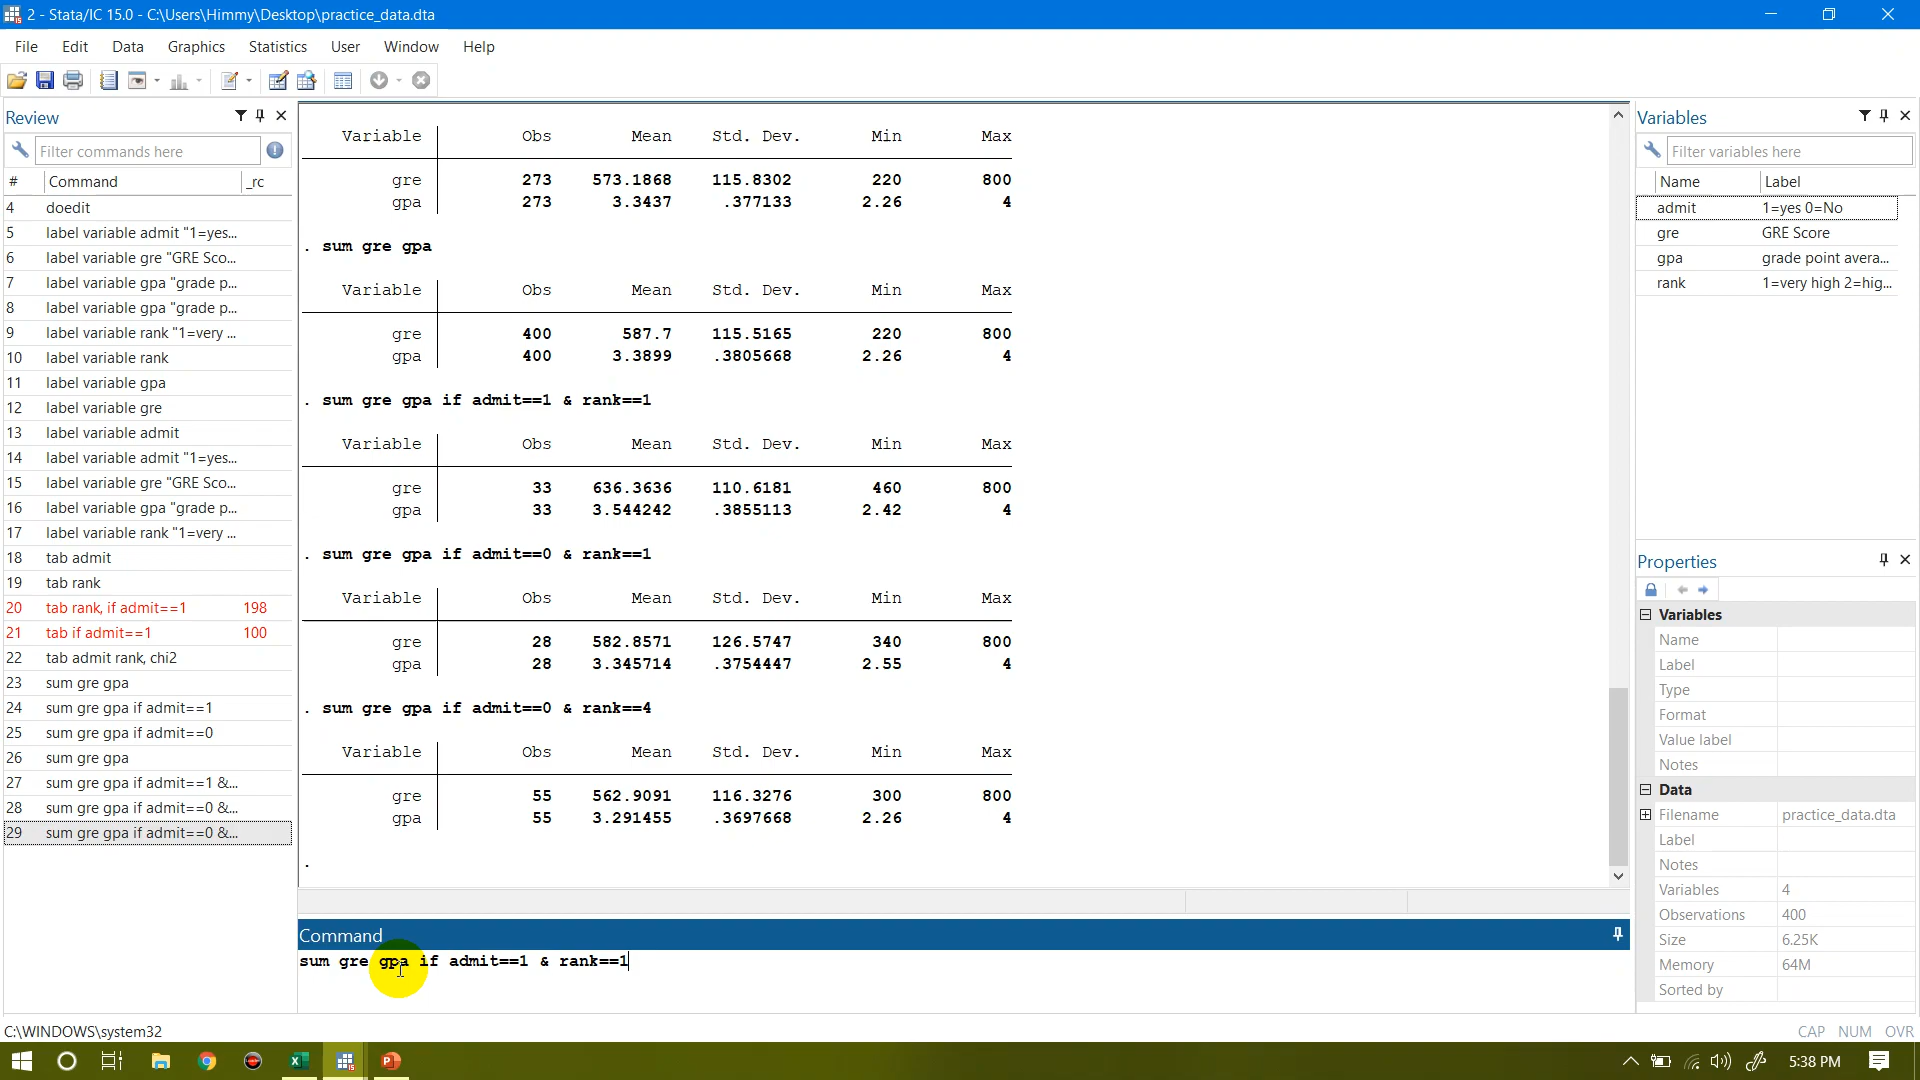 2 - Stata/IC 15.0 - C:\Users\Himmy\Desktop\practice_data.dta
File Edit Data Graphics Statistics User Window Help
Review
Filter commands here
# Command _rc
4 doedit
5 label variable admit "1=yes...
6 label variable gre "GRE Sco...
7 label variable gpa "grade p...
8 label variable gpa "grade p...
9 label variable rank "1=very ...
10 label variable rank
11 label variable gpa
12 label variable gre
13 label variable admit
14 label variable admit "1=yes...
15 label variable gre "GRE Sco...
16 label variable gpa "grade p...
17 label variable rank "1=very ...
18 tab admit
19 tab rank
20 tab rank, if admit==1 198
21 tab if admit==1 100
22 tab admit rank, chi2
23 sum gre gpa
24 sum gre gpa if admit==1
25 sum gre gpa if admit==0
26 sum gre gpa
27 sum gre gpa if admit==1 &...
28 sum gre gpa if admit==0 &...
29 sum gre gpa if admit==0 &...
Variable Obs Mean Std. Dev. Min Max
gre 273 573.1868 115.8302 220 800
gpa 273 3.3437 .377133 2.26 4
. sum gre gpa
Variable Obs Mean Std. Dev. Min Max
gre 400 587.7 115.5165 220 800
gpa 400 3.3899 .3805668 2.26 4
. sum gre gpa if admit==1 & rank==1
Variable Obs Mean Std. Dev. Min Max
gre 33 636.3636 110.6181 460 800
gpa 33 3.544242 .3855113 2.42 4
. sum gre gpa if admit==0 & rank==1
Variable Obs Mean Std. Dev. Min Max
gre 28 582.8571 126.5747 340 800
gpa 28 3.345714 .3754447 2.55 4
. sum gre gpa if admit==0 & rank==4
Variable Obs Mean Std. Dev. Min Max
gre 55 562.9091 116.3276 300 800
gpa 55 3.291455 .3697668 2.26 4
.
Command
sum gre gpa if admit==1 & rank==1
Variables
Filter variables here
Name Label
admit 1=yes 0=No
gre GRE Score
gpa grade point avera...
rank 1=very high 2=hig...
Properties
Variables
Name
Label
Type
Format
Value label
Notes
Data
Filename practice_data.dta
Label
Notes
Variables 4
Observations 400
Size 6.25K
Memory 64M
Sorted by
C:\WINDOWS\system32
CAP NUM OVR
5:38 PM